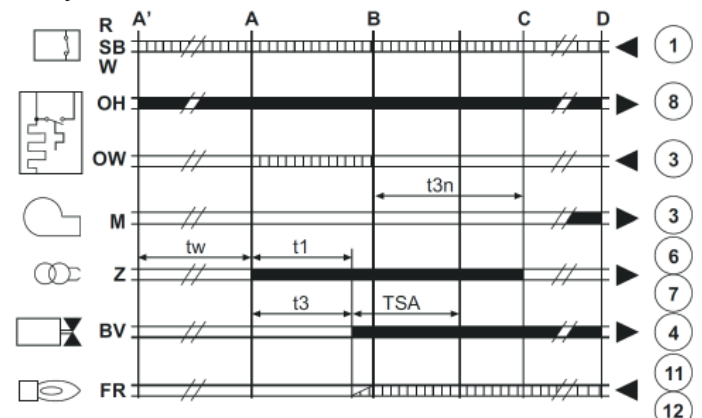 R A' A B C D
SB 1
W
OH 8
OW 3
t3n
M 3
tw t1 6
Z 7
t3 TSA
BV 4
11
FR 12